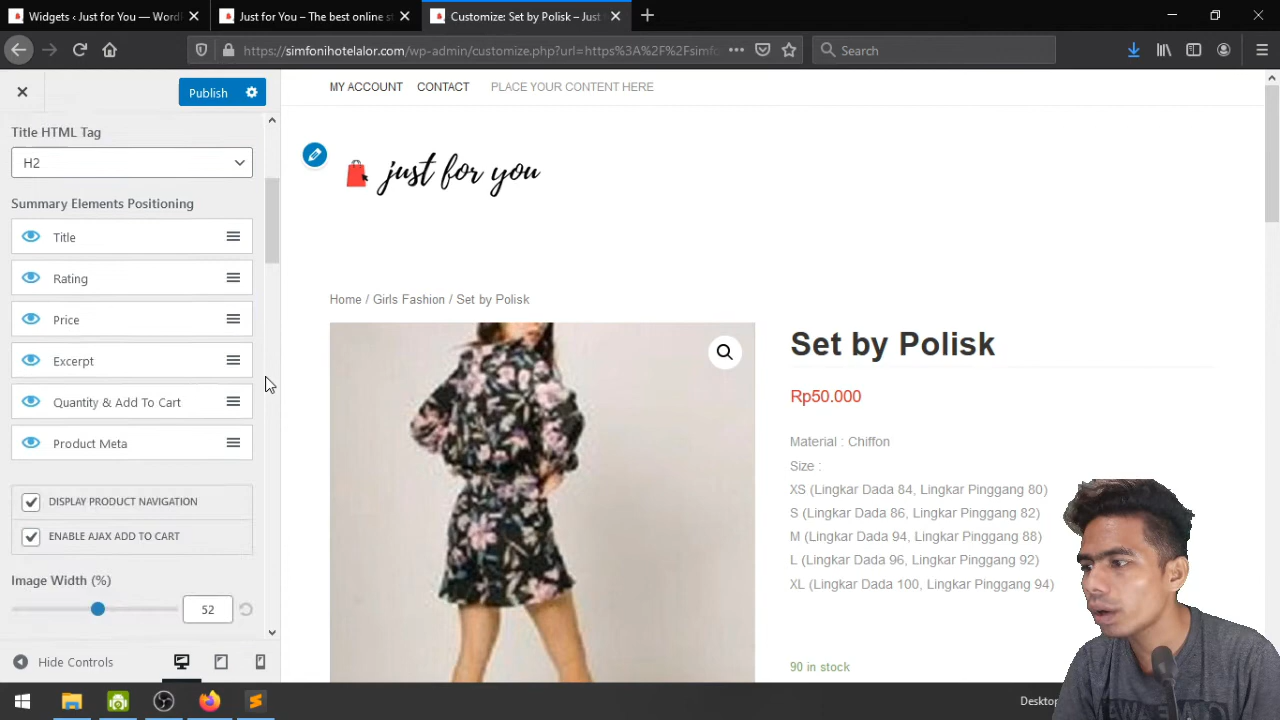 Widgets ‹ Just for You — Word
Just for You – The best online st
Customize: Set by Polisk – Just
https://simfonihotelalor.com/wp-admin/customize.php?url=https%3A%2F%2Fsimfo
Search
Publish
Title HTML Tag
H2
Summary Elements Positioning
Title
Rating
Price
Excerpt
Quantity & Add To Cart
Product Meta
DISPLAY PRODUCT NAVIGATION
ENABLE AJAX ADD TO CART
Image Width (%)
52
Hide Controls
MY ACCOUNT CONTACT PLACE YOUR CONTENT HERE
just for you
Home / Girls Fashion / Set by Polisk
Set by Polisk
Rp50.000
Material : Chiffon
Size :
XS (Lingkar Dada 84, Lingkar Pinggang 80)
S (Lingkar Dada 86, Lingkar Pinggang 82)
M (Lingkar Dada 94, Lingkar Pinggang 88)
L (Lingkar Dada 96, Lingkar Pinggang 92)
XL (Lingkar Dada 100, Lingkar Pinggang 94)
90 in stock
Desktop